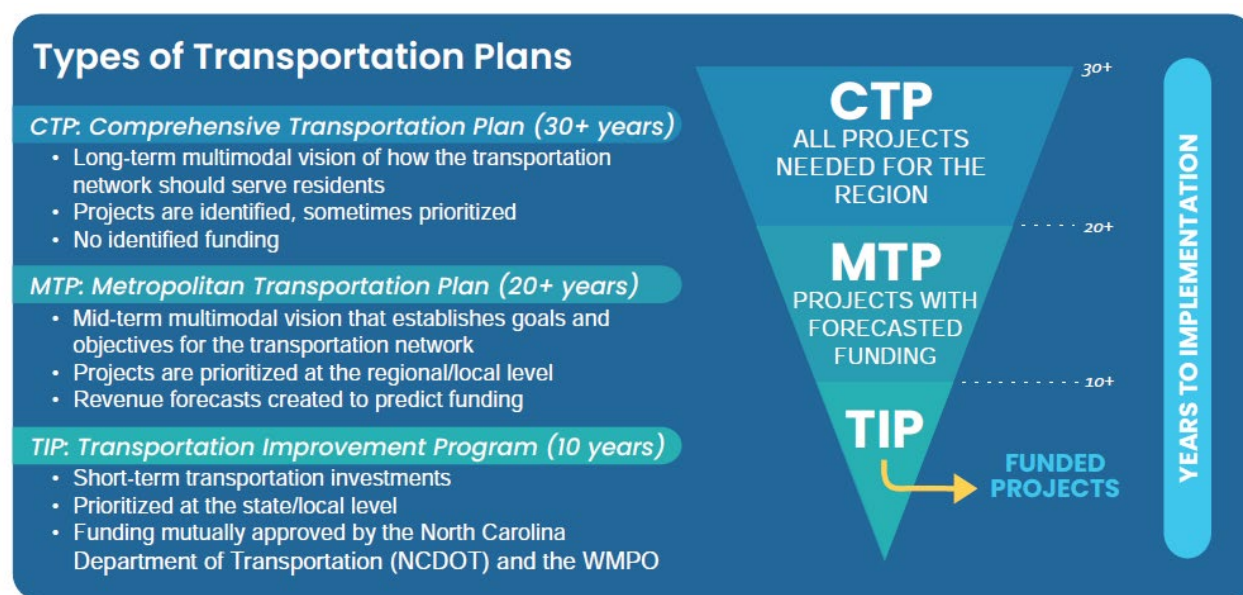 Types of Transportation Plans
CTP: Comprehensive Transportation Plan (30+ years)
• Long-term multimodal vision of how the transportation
network should serve residents
• Projects are identified, sometimes prioritized
• No identified funding
MTP: Metropolitan Transportation Plan (20+ years)
• Mid-term multimodal vision that establishes goals and
objectives for the transportation network
• Projects are prioritized at the regional/local level
• Revenue forecasts created to predict funding
TIP: Transportation Improvement Program (10 years)
• Short-term transportation investments
• Prioritized at the state/local level
• Funding mutually approved by the North Carolina
Department of Transportation (NCDOT) and the WMPO
CTP
ALL PROJECTS
NEEDED FOR THE
REGION
MTP
PROJECTS WITH
FORECASTED
FUNDING
TIP
FUNDED
PROJECTS
30+
20+
10+
YEARS TO IMPLEMENTATION